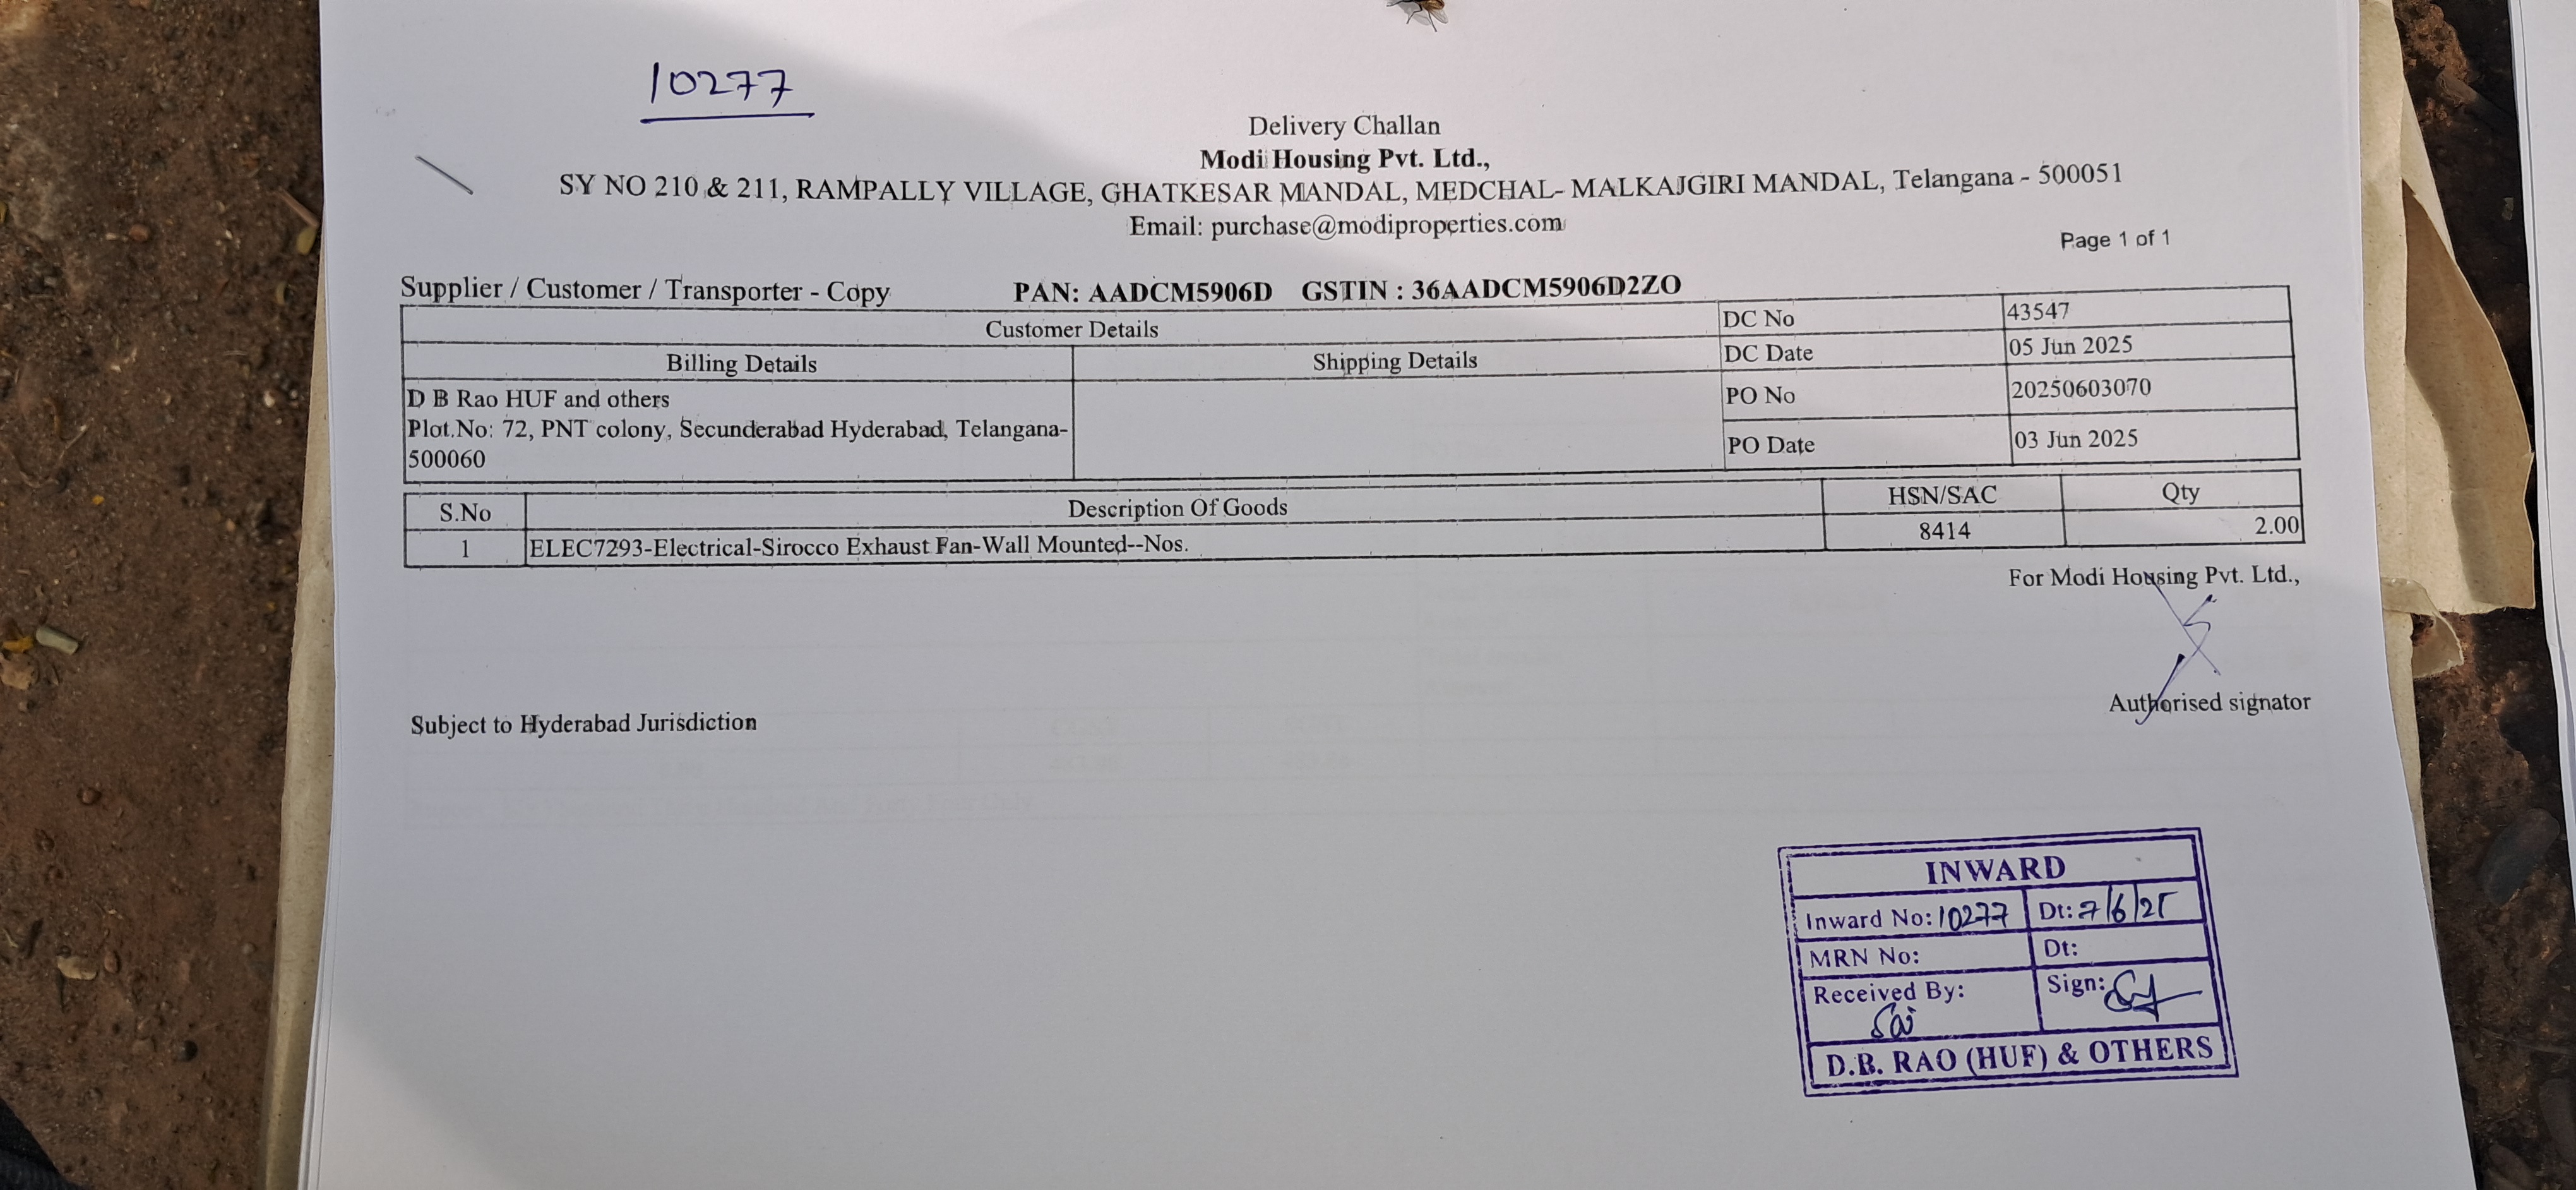 10277
Delivery Challan
Modi Housing Pvt. Ltd.,
SY NO 210 & 211, RAMPALLY VILLAGE, GHATKESAR MANDAL, MEDCHAL- MALKAJGIRI MANDAL, Telangana - 500051
Email: purchase@modiproperties.com
Page 1 of 1
Supplier / Customer / Transporter - Copy PAN: AADCM5906D GSTIN : 36AADCM5906D2ZO
Customer Details
Billing Details Shipping Details
D B Rao HUF and others
Plot.No: 72, PNT colony, Secunderabad Hyderabad, Telangana-
500060
DC No 43547
DC Date 05 Jun 2025
PO No 20250603070
PO Date 03 Jun 2025
S.No Description Of Goods HSN/SAC Qty
1 ELEC7293-Electrical-Sirocco Exhaust Fan-Wall Mounted--Nos. 8414 2.00
For Modi Housing Pvt. Ltd.,
Authorised signator
Subject to Hyderabad Jurisdiction
INWARD
Inward No: 10277 Dt: 7/6/25
MRN No: Dt:
Received By: Sai Sign:
D.B. RAO (HUF) & OTHERS